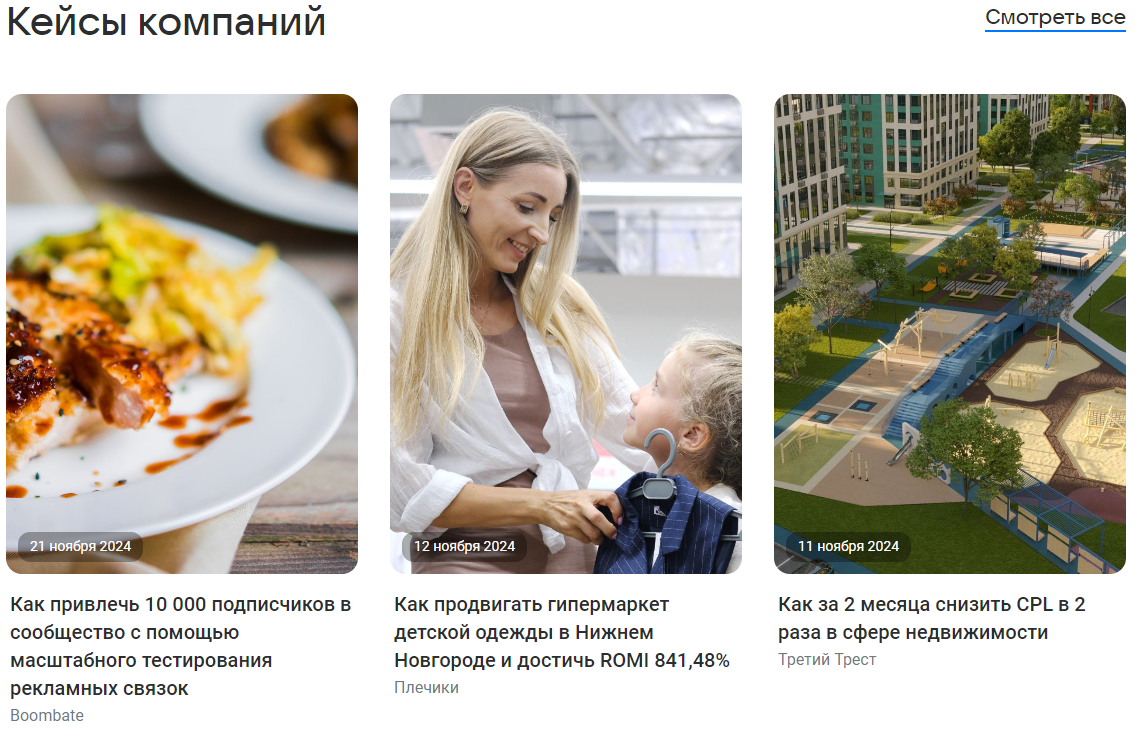 Кейсы компаний
Смотреть все
21 ноября 2024
12 ноября 2024
11 ноября 2024
Как привлечь 10 000 подписчиков в
сообщество с помощью
масштабного тестирования
рекламных связок
Boombate
Как продвигать гипермаркет
детской одежды в Нижнем
Новгороде и достичь ROMI 841,48%
Плечики
Как за 2 месяца снизить CPL в 2
раза в сфере недвижимости
Третий Трест